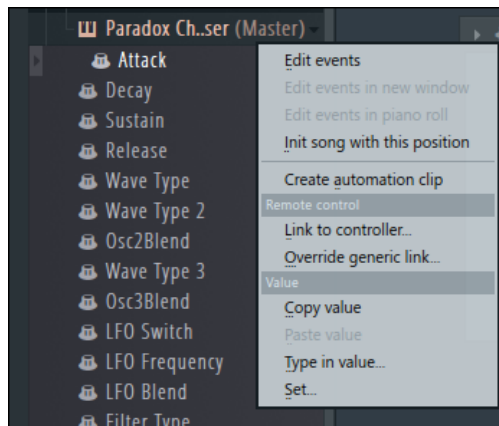 Paradox Ch..ser (Master)
Attack
Decay
Sustain
Release
Wave Type
Wave Type 2
Osc2Blend
Wave Type 3
Osc3Blend
LFO Switch
LFO Frequency
LFO Blend
Filter Type
Edit events
Edit events in new window
Edit events in piano roll
Init song with this position
Create automation clip
Remote control
Link to controller...
Override generic link...
Value
Copy value
Paste value
Type in value...
Set...